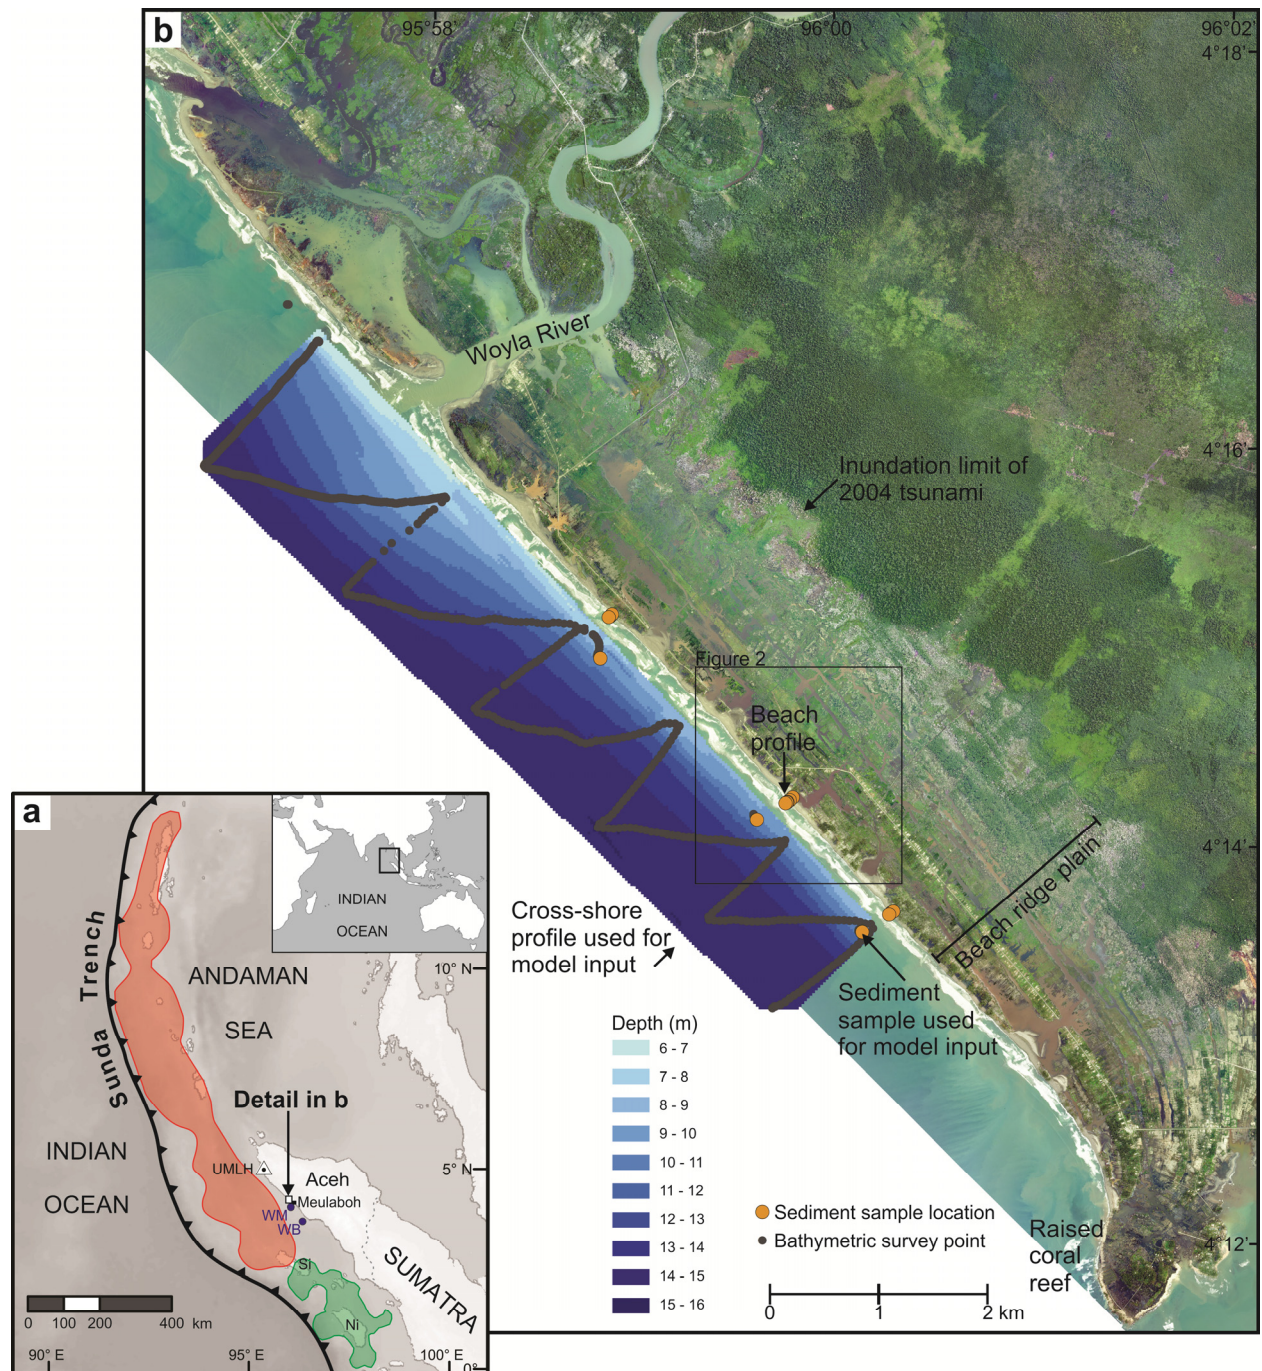 b
95°58'
96°00'
96°02'
4°18'
Woyla River
4°16'
Inundation limit of
2004 tsunami
Figure 2
Beach
profile
4°14'
Beach ridge plain
Cross-shore
profile used for
model input
Sediment
sample used
for model input
Depth (m)
6 - 7
7 - 8
8 - 9
9 - 10
10 - 11
11 - 12
12 - 13
13 - 14
14 - 15
15 - 16
Sediment sample location
Bathymetric survey point
0
1
2 km
Raised
coral
reef
4°12'
a
INDIAN
OCEAN
Sunda Trench
ANDAMAN
SEA
10° N
Detail in b
INDIAN
OCEAN
UMLH
Aceh
5° N
Meulaboh
WM
WB
SUMATRA
Si
Ni
0 100 200 400 km
90° E
95° E
100° E
0°